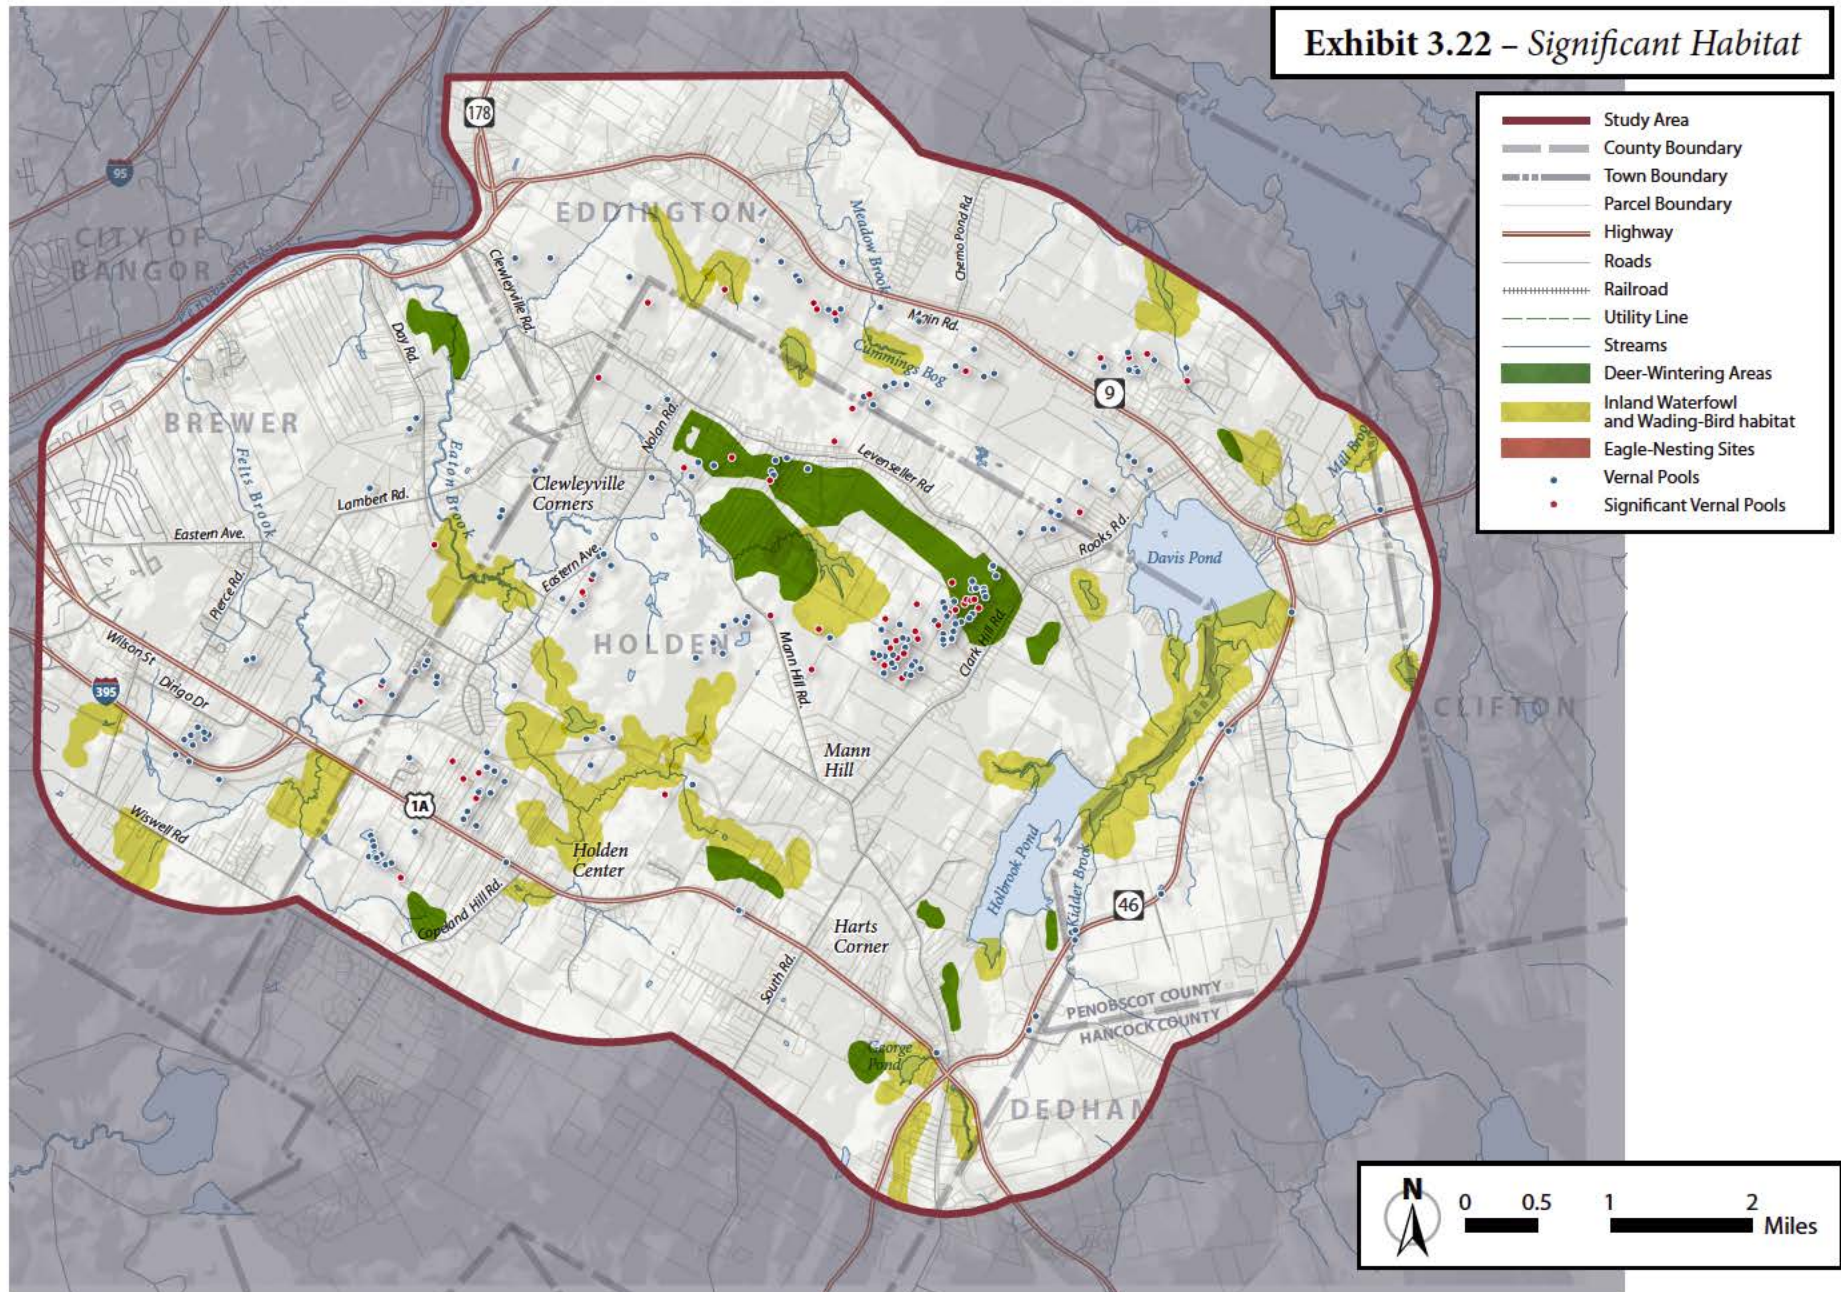 Exhibit 3.22 – Significant Habitat
Study Area
County Boundary
Town Boundary
Parcel Boundary
Highway
Roads
Railroad
Utility Line
Streams
Deer-Wintering Areas
Inland Waterfowl
and Wading-Bird habitat
Eagle-Nesting Sites
Vernal Pools
Significant Vernal Pools
178
95
EDDINGTON
CITY OF
BANGOR
Meadow Brook
Chemo Pond Rd.
Clewleyville Rd.
Day Rd.
Main Rd.
Cummings Bog
9
BREWER
Nolan Rd.
Felts Brook
Eaton Brook
Levenseller Rd
Mill Brook
Clewleyville
Corners
Lambert Rd.
Eastern Ave.
Rooks Rd.
Davis Pond
Eastern Ave.
Pierce Rd.
HOLDEN
Wilson St
Mann Hill Rd.
Clark Hill Rd.
395
Dirigo Dr
CLIFTON
Mann
Hill
1A
Wiswell Rd
Holden
Center
Holbrook Pond
Kidder Brook
Copeland Hill Rd.
46
Harts
Corner
South Rd.
PENOBSCOT COUNTY
HANCOCK COUNTY
George
Pond
DEDHAM
N
0 0.5 1 2
Miles